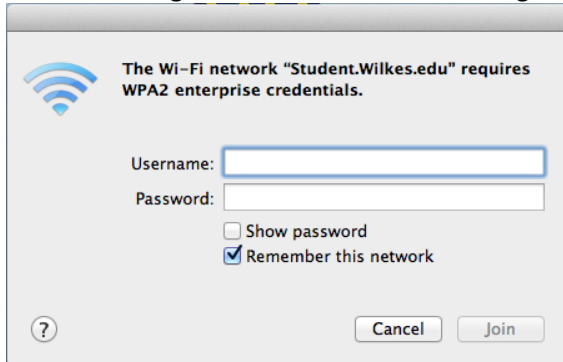 The Wi-Fi network “Student.Wilkes.edu” requires
WPA2 enterprise credentials.
Username:
Password:
Show password
Remember this network
?
Cancel
Join